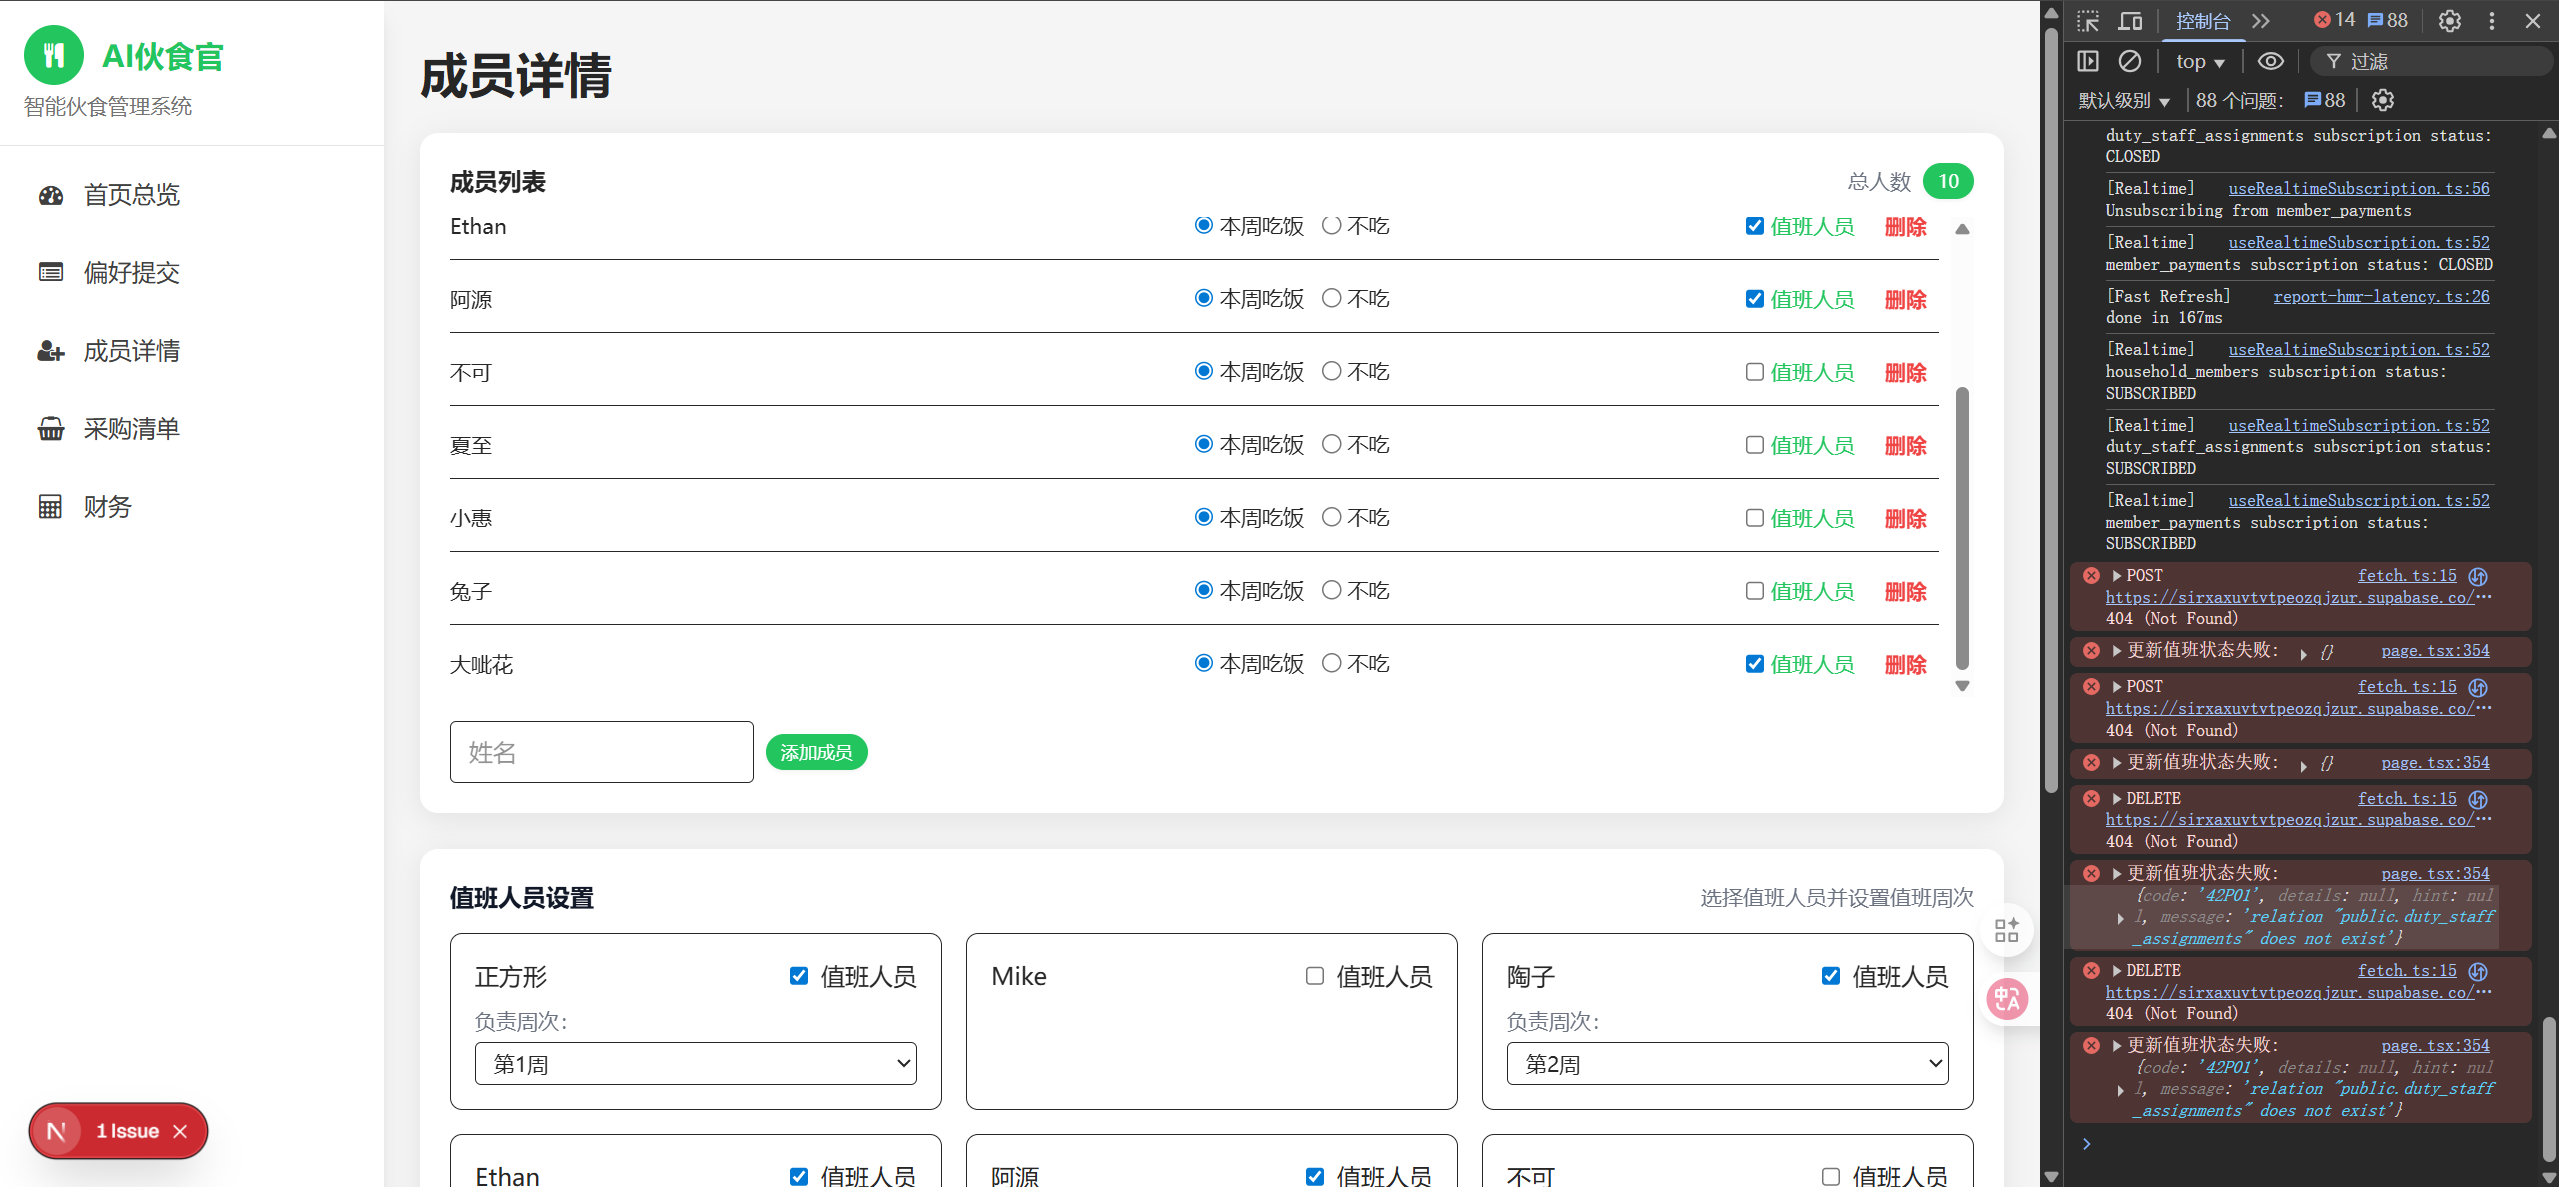 AI伙食官
智能伙食管理系统
首页总览
偏好提交
成员详情
采购清单
财务
N 1 Issue
成员详情
成员列表 总人数 10
Ethan 本周吃饭 不吃 值班人员 删除
阿源 本周吃饭 不吃 值班人员 删除
不可 本周吃饭 不吃 值班人员 删除
夏至 本周吃饭 不吃 值班人员 删除
小惠 本周吃饭 不吃 值班人员 删除
兔子 本周吃饭 不吃 值班人员 删除
大呲花 本周吃饭 不吃 值班人员 删除
姓名 添加成员
值班人员设置 选择值班人员并设置值班周次
正方形 值班人员
负责周次：
第1周
Mike 值班人员
陶子 值班人员
负责周次：
第2周
Ethan 值班人员
阿源 值班人员
不可 值班人员
中A
控制台 14 88
top 过滤
默认级别 88 个问题： 88
duty_staff_assignments subscription status:
CLOSED
[Realtime] useRealtimeSubscription.ts:56
Unsubscribing from member_payments
[Realtime] useRealtimeSubscription.ts:52
member_payments subscription status: CLOSED
[Fast Refresh] report-hmr-latency.ts:26
done in 167ms
[Realtime] useRealtimeSubscription.ts:52
household_members subscription status:
SUBSCRIBED
[Realtime] useRealtimeSubscription.ts:52
duty_staff_assignments subscription status:
SUBSCRIBED
[Realtime] useRealtimeSubscription.ts:52
member_payments subscription status:
SUBSCRIBED
POST fetch.ts:15
https://sirxaxuvtvtpeozqjzur.supabase.co/…
404 (Not Found)
更新值班状态失败： {} page.tsx:354
POST fetch.ts:15
https://sirxaxuvtvtpeozqjzur.supabase.co/…
404 (Not Found)
更新值班状态失败： {} page.tsx:354
DELETE fetch.ts:15
https://sirxaxuvtvtpeozqjzur.supabase.co/…
404 (Not Found)
更新值班状态失败： page.tsx:354
{code: '42P01', details: null, hint: nul
l, message: 'relation "public.duty_staff
_assignments" does not exist'}
DELETE fetch.ts:15
https://sirxaxuvtvtpeozqjzur.supabase.co/…
404 (Not Found)
更新值班状态失败： page.tsx:354
{code: '42P01', details: null, hint: nul
l, message: 'relation "public.duty_staff
_assignments" does not exist'}